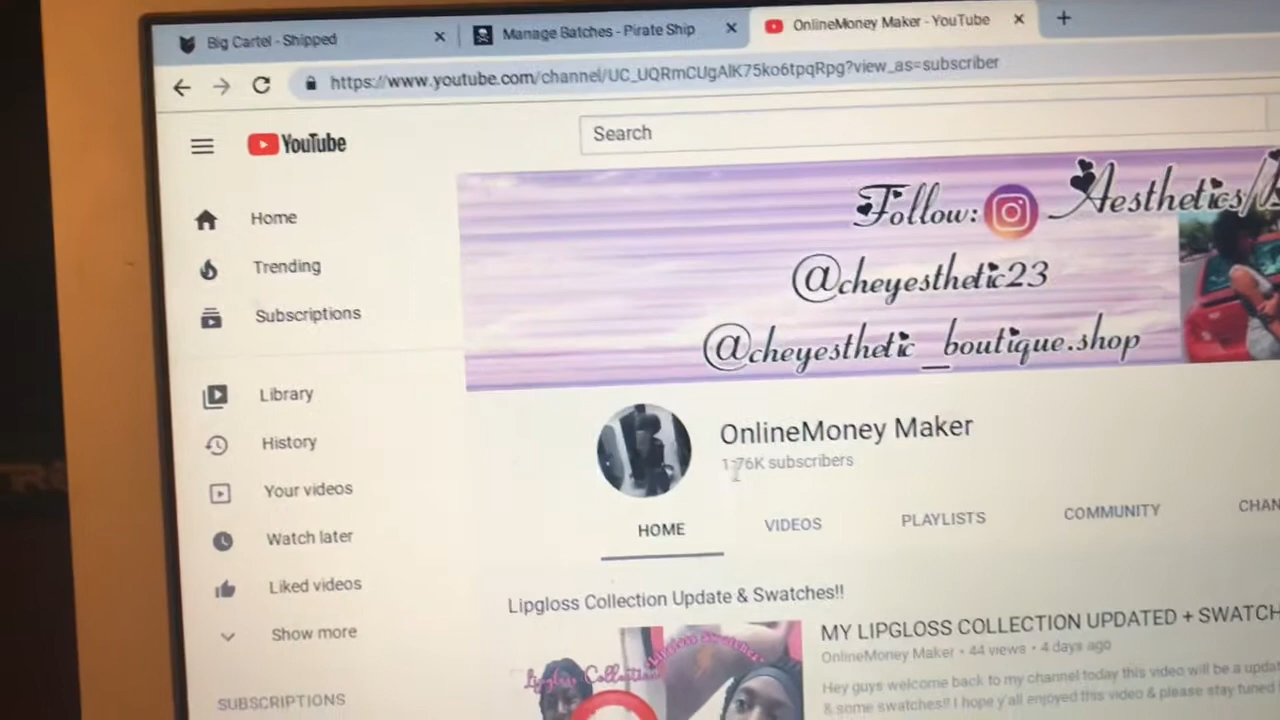 Big Cartel - Shipped
Manage Batches - Pirate Ship
OnlineMoney Maker - YouTube
https://www.youtube.com/channel/UC_UQRmCUgAlK75ko6tpqRpg?view_as=subscriber
YouTube
Search
Home
Trending
Subscriptions
Library
History
Your videos
Watch later
Liked videos
Show more
SUBSCRIPTIONS
Follow: Aesthetics/
@cheyesthetic23
@cheyesthetic_boutique.shop
OnlineMoney Maker
1.76K subscribers
HOME VIDEOS PLAYLISTS COMMUNITY CHAN
Lipgloss Collection Update & Swatches!!
Lipgloss Collection
MY LIPGLOSS COLLECTION UPDATED + SWATCH
OnlineMoney Maker • 44 views • 4 days ago
Hey guys welcome back to my channel today this video will be a upda
& some swatches!! I hope y'all enjoyed this video & please stay tuned